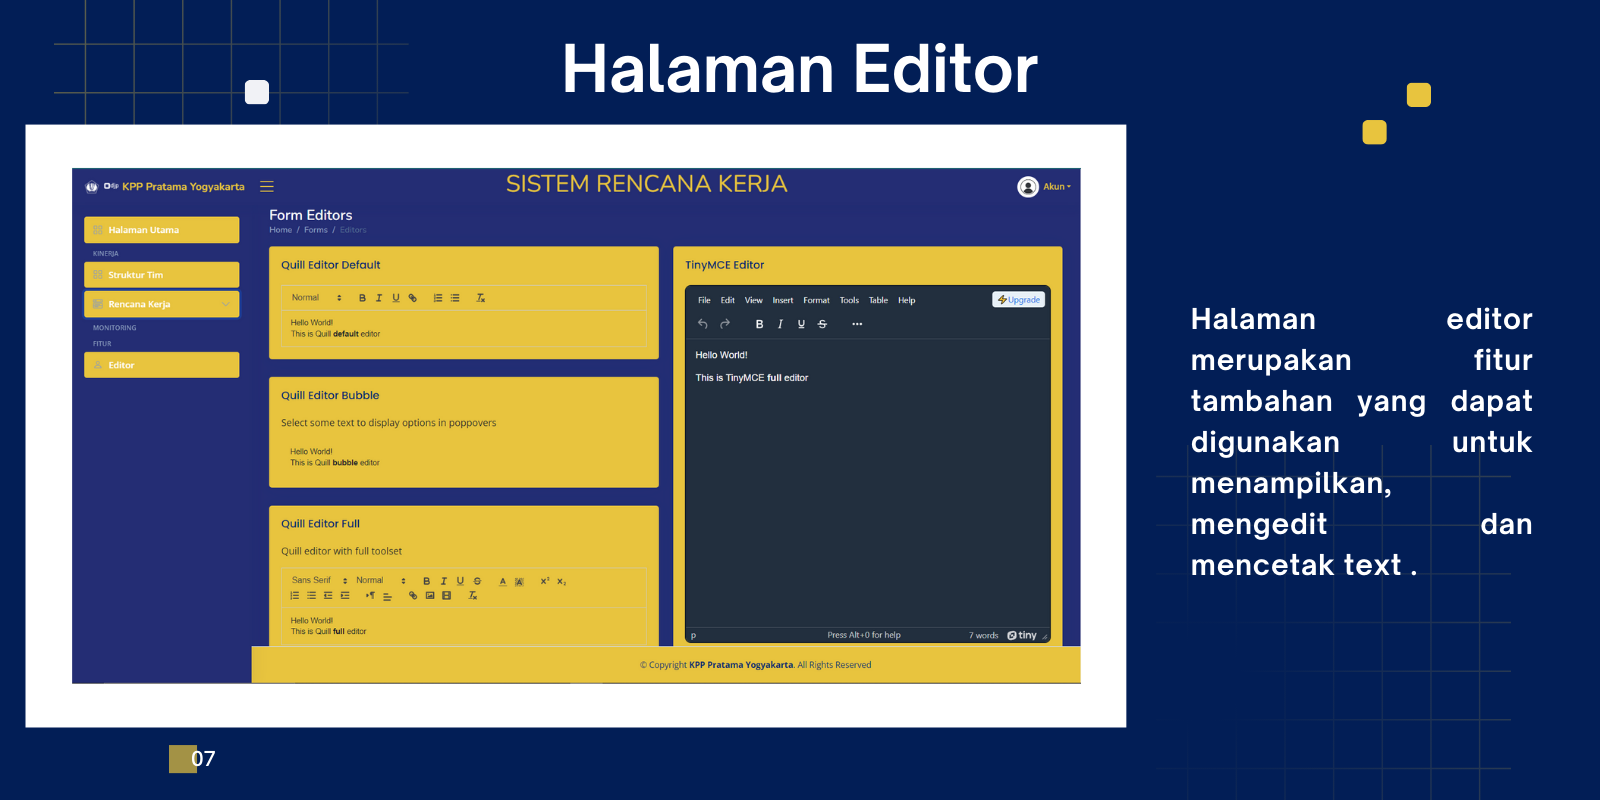 Halaman Editor
KPP Pratama Yogyakarta
SISTEM RENCANA KERJA
Akun
Halaman Utama
KINERJA
Struktur Tim
Rencana Kerja
MONITORING
FITUR
Editor
Form Editors
Home / Forms / Editors
Quill Editor Default
Normal
Hello World!
This is Quill default editor
Quill Editor Bubble
Select some text to display options in poppovers
Hello World!
This is Quill bubble editor
Quill Editor Full
Quill editor with full toolset
Sans Serif Normal
Hello World!
This is Quill full editor
TinyMCE Editor
File Edit View Insert Format Tools Table Help
Upgrade
Hello World!
This is TinyMCE full editor
p Press Alt+0 for help 7 words tiny
© Copyright KPP Pratama Yogyakarta. All Rights Reserved
Halaman editor
merupakan fitur
tambahan yang dapat
digunakan untuk
menampilkan,
mengedit dan
mencetak text .
07